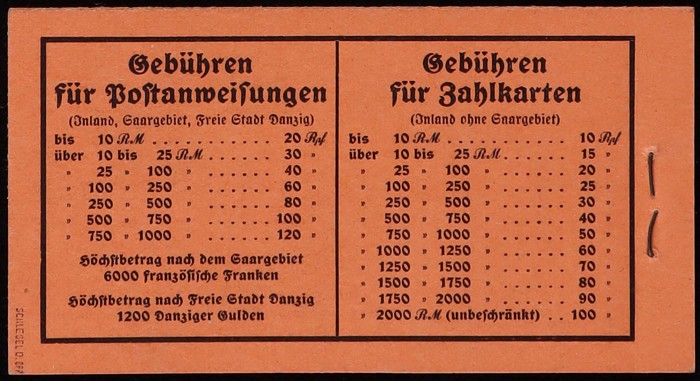 Gebühren
für Postanweisungen
(Inland, Saargebiet, Freie Stadt Danzig)
bis 10 RM . . . . . . . . . . . 20 Rpf
über 10 bis 25 RM . . . . . . . 30 "
" 25 " 100 " . . . . . . . 40 "
" 100 " 250 " . . . . . . . 60 "
" 250 " 500 " . . . . . . . 80 "
" 500 " 750 " . . . . . . 100 "
" 750 " 1000 " . . . . . . 120 "
Höchstbetrag nach dem Saargebiet
6000 französische Franken
Höchstbetrag nach Freie Stadt Danzig
1200 Danziger Gulden
Gebühren
für Zahlkarten
(Inland ohne Saargebiet)
bis 10 RM . . . . . . . . . . . 10 Rpf
über 10 bis 25 RM . . . . . . . 15 "
" 25 " 100 " . . . . . . . 20 "
" 100 " 250 " . . . . . . . 25 "
" 250 " 500 " . . . . . . . 30 "
" 500 " 750 " . . . . . . . 40 "
" 750 " 1000 " . . . . . . . 50 "
" 1000 " 1250 " . . . . . . . 60 "
" 1250 " 1500 " . . . . . . . 70 "
" 1500 " 1750 " . . . . . . . 80 "
" 1750 " 2000 " . . . . . . . 90 "
" 2000 RM (unbeschränkt) . . 100 "
SCHLEGEL D.